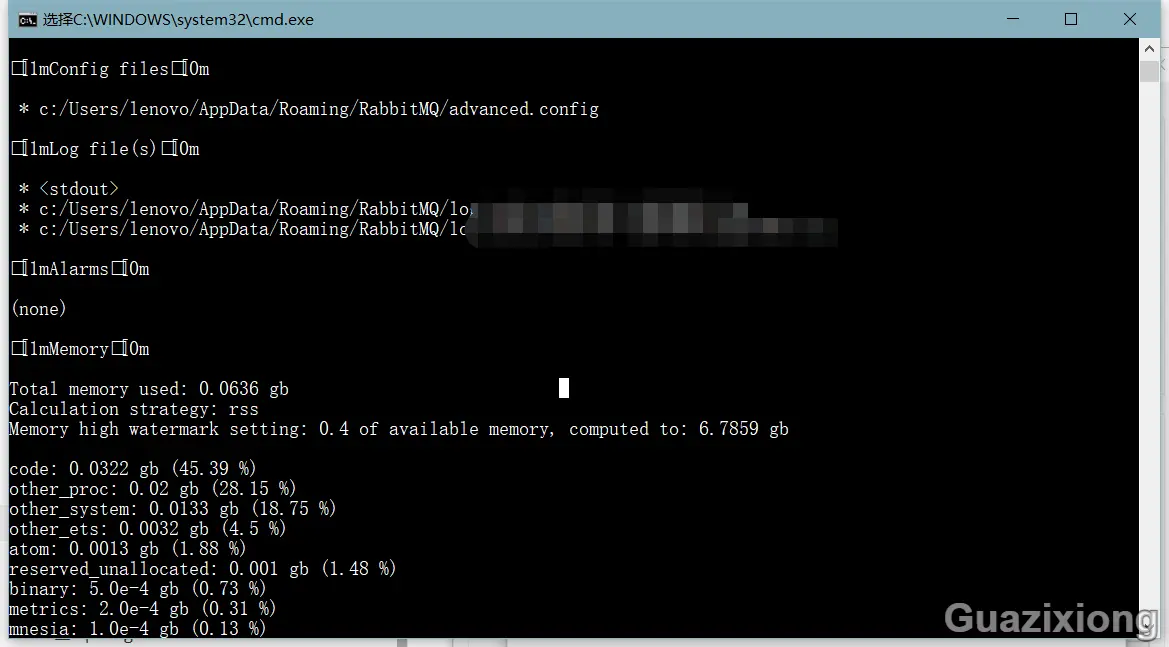 选择C:\WINDOWS\system32\cmd.exe
□[1mConfig files□[0m
* c:/Users/lenovo/AppData/Roaming/RabbitMQ/advanced.config
□[1mLog file(s)□[0m
* <stdout>
* c:/Users/lenovo/AppData/Roaming/RabbitMQ/lo
* c:/Users/lenovo/AppData/Roaming/RabbitMQ/lo
□[1mAlarms□[0m
(none)
□[1mMemory□[0m
Total memory used: 0.0636 gb
Calculation strategy: rss
Memory high watermark setting: 0.4 of available memory, computed to: 6.7859 gb
code: 0.0322 gb (45.39 %)
other_proc: 0.02 gb (28.15 %)
other_system: 0.0133 gb (18.75 %)
other_ets: 0.0032 gb (4.5 %)
atom: 0.0013 gb (1.88 %)
reserved_unallocated: 0.001 gb (1.48 %)
binary: 5.0e-4 gb (0.73 %)
metrics: 2.0e-4 gb (0.31 %)
mnesia: 1.0e-4 gb (0.13 %)
Guazixiong